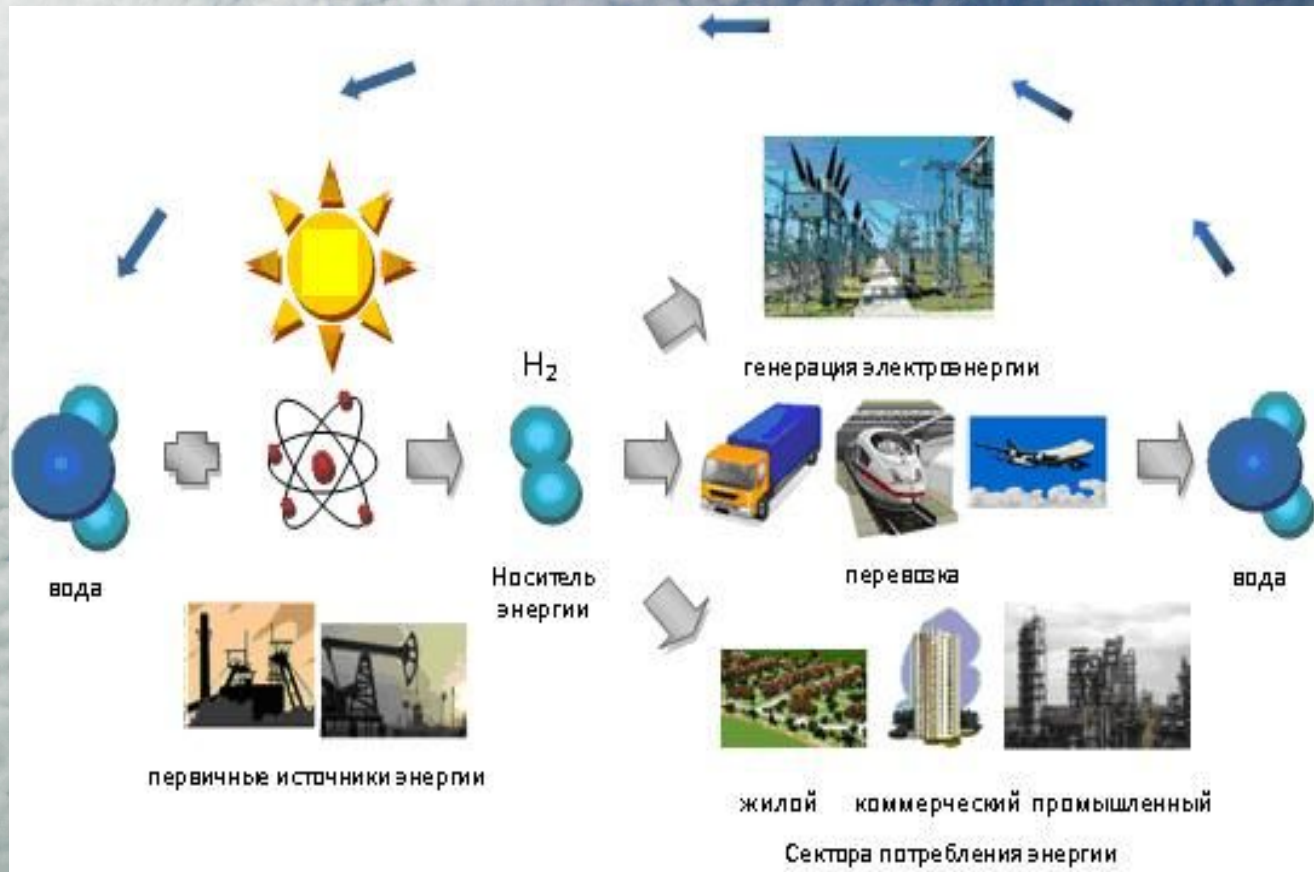 H₂
генерация электроэнергии
вода
Носитель
энергии
перевозка
вода
первичные источники энергии
жилой коммерческий промышленный
Сектора потребления энергии